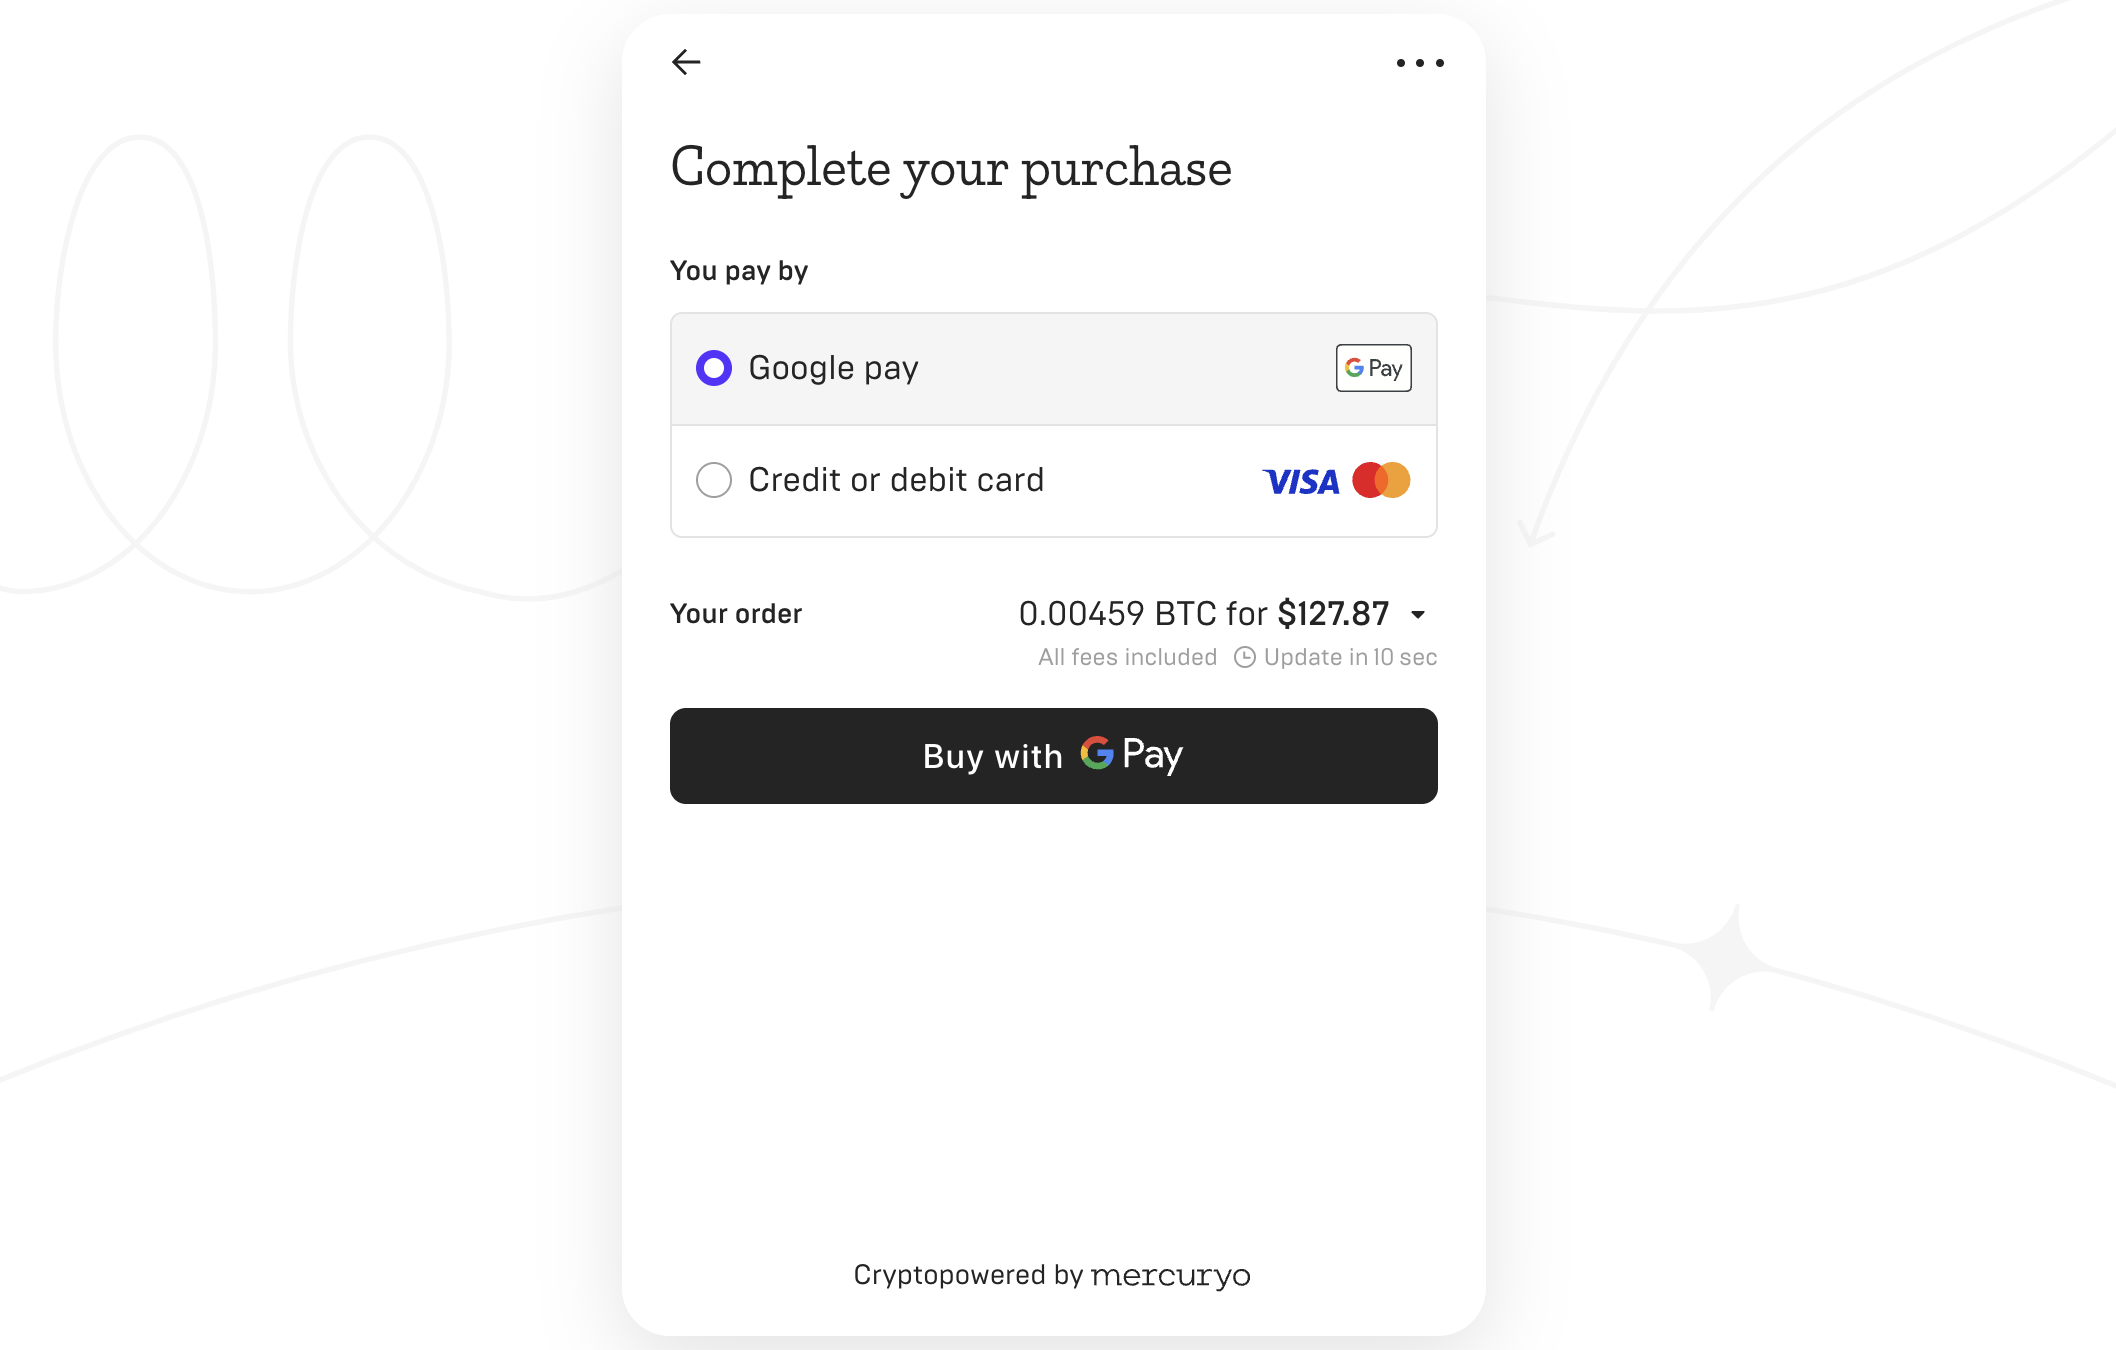 Complete your purchase
You pay by
Google pay
G Pay
Credit or debit card
VISA
Your order
0.00459 BTC for $127.87
All fees included Update in 10 sec
Buy with G Pay
Cryptopowered by mercuryo